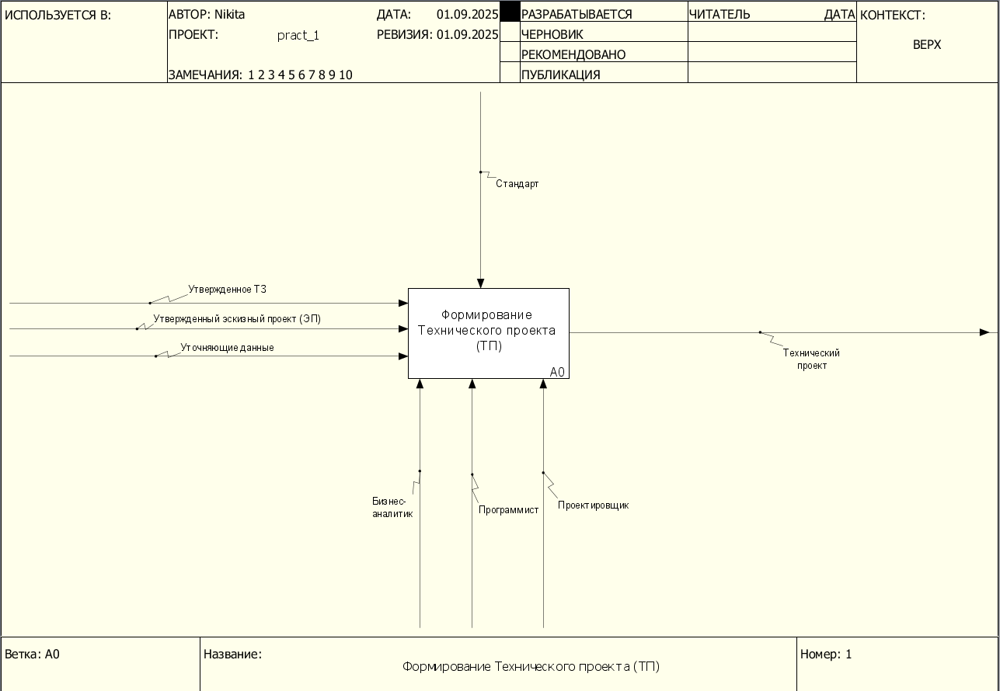 ИСПОЛЬЗУЕТСЯ В:
АВТОР: Nikita
ДАТА: 01.09.2025
ПРОЕКТ: pract_1
РЕВИЗИЯ: 01.09.2025
ЗАМЕЧАНИЯ: 1 2 3 4 5 6 7 8 9 10
РАЗРАБАТЫВАЕТСЯ
ЧЕРНОВИК
РЕКОМЕНДОВАНО
ПУБЛИКАЦИЯ
ЧИТАТЕЛЬ ДАТА
КОНТЕКСТ:
ВЕРХ
Стандарт
Утвержденное ТЗ
Утвержденный эскизный проект (ЭП)
Уточняющие данные
Формирование
Технического проекта
(ТП)
A0
Технический
проект
Бизнес-
аналитик
Программист
Проектировщик
Ветка: A0
Название:
Формирование Технического проекта (ТП)
Номер: 1